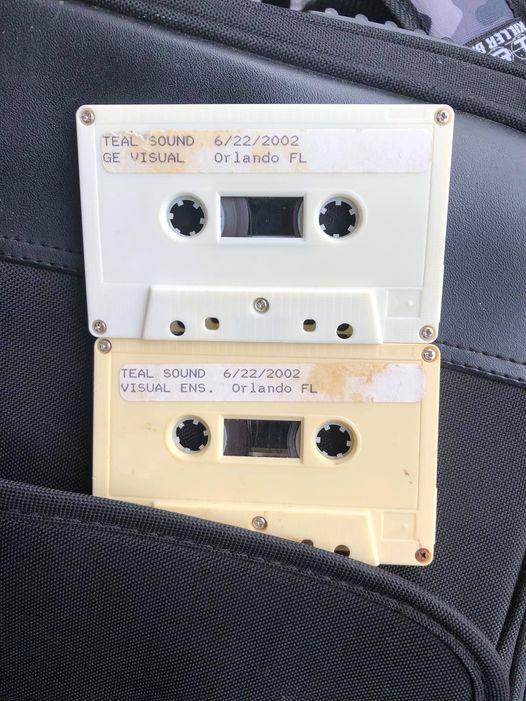 TEAL SOUND 6/22/2002
GE VISUAL Orlando FL
TEAL SOUND 6/22/2002
VISUAL ENS. Orlando FL